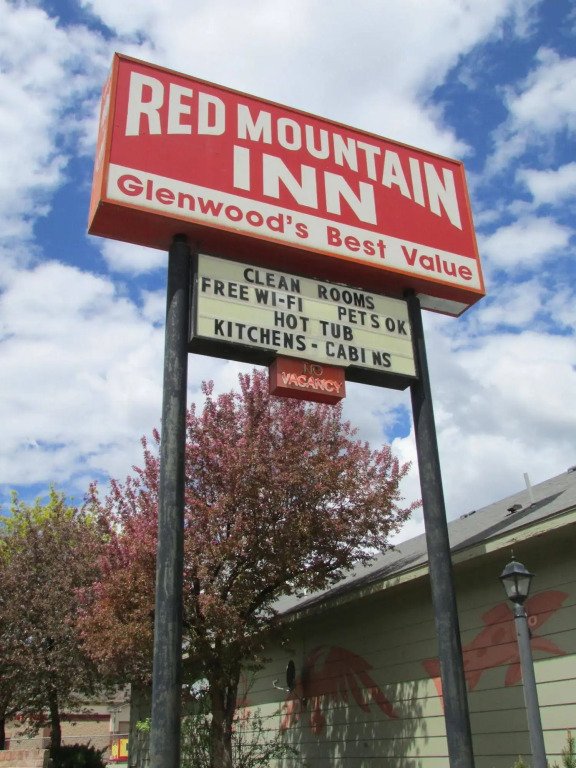 RED MOUNTAIN
INN
Glenwood's Best Value
CLEAN ROOMS
FREE WI-FI PETS OK
HOT TUB
KITCHENS - CABINS
NO
VACANCY